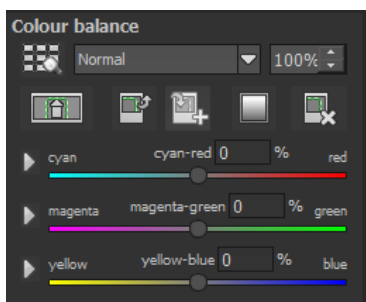 Colour balance
Normal 100%
cyan cyan-red 0 % red
magenta magenta-green 0 % green
yellow yellow-blue 0 % blue